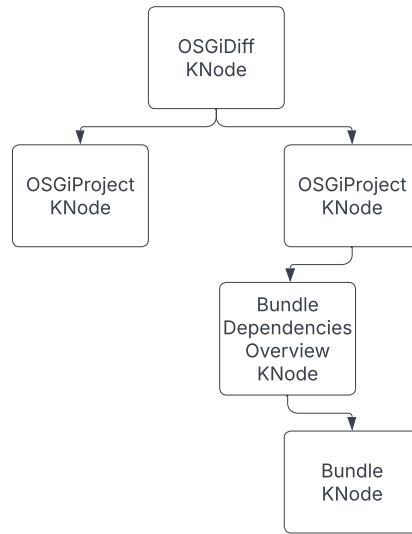 OSGiDiff
KNode
OSGiProject
KNode
OSGiProject
KNode
Bundle
Dependencies
Overview
KNode
Bundle
KNode